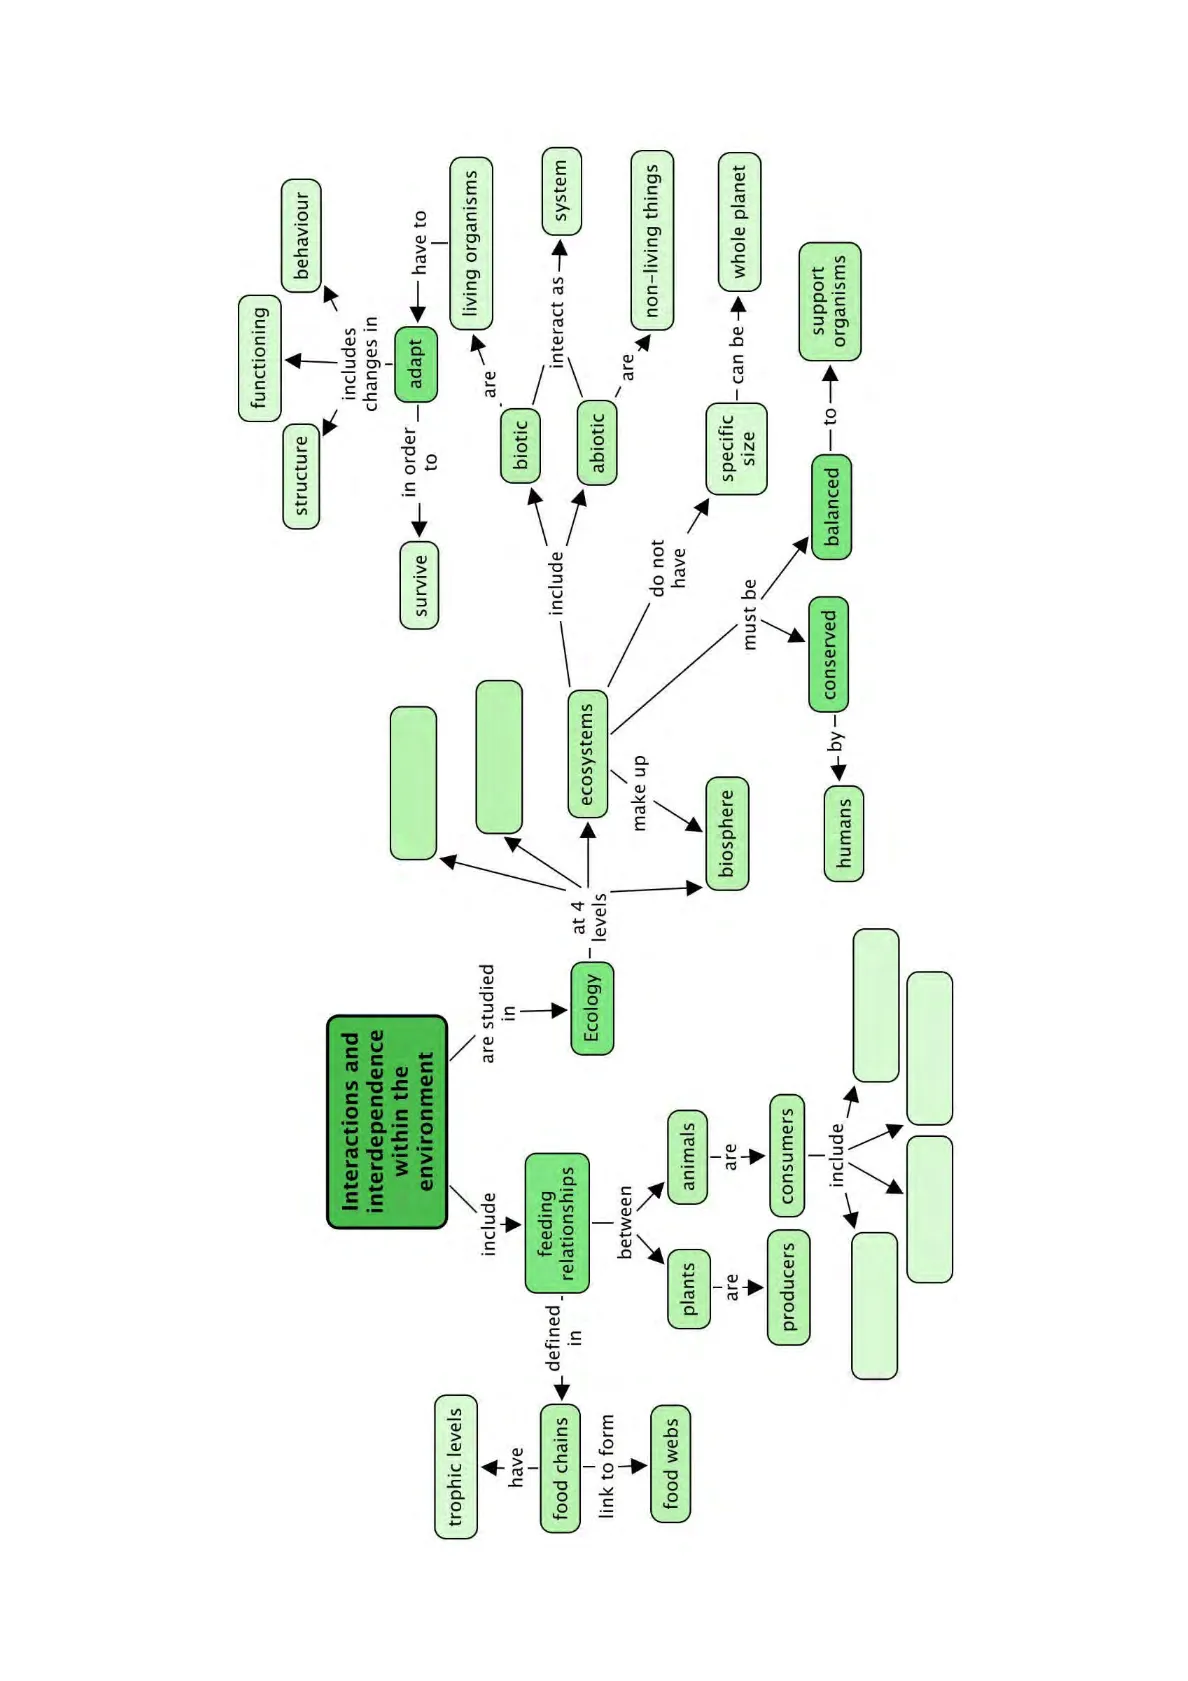 Interactions and
interdependence
within the
environment
include
are studied
in
feeding
relationships
defined
in
food chains
have
trophic levels
link to form
food webs
between
plants
are
producers
animals
are
consumers
include
Ecology
at 4
levels
ecosystems
make up
biosphere
include
biotic
are
living organisms
have to
adapt
includes
changes in
structure
functioning
behaviour
in order
to
survive
abiotic
are
non-living things
interact as
system
do not
have
specific
size
can be
whole planet
must be
conserved
by
humans
balanced
to
support
organisms